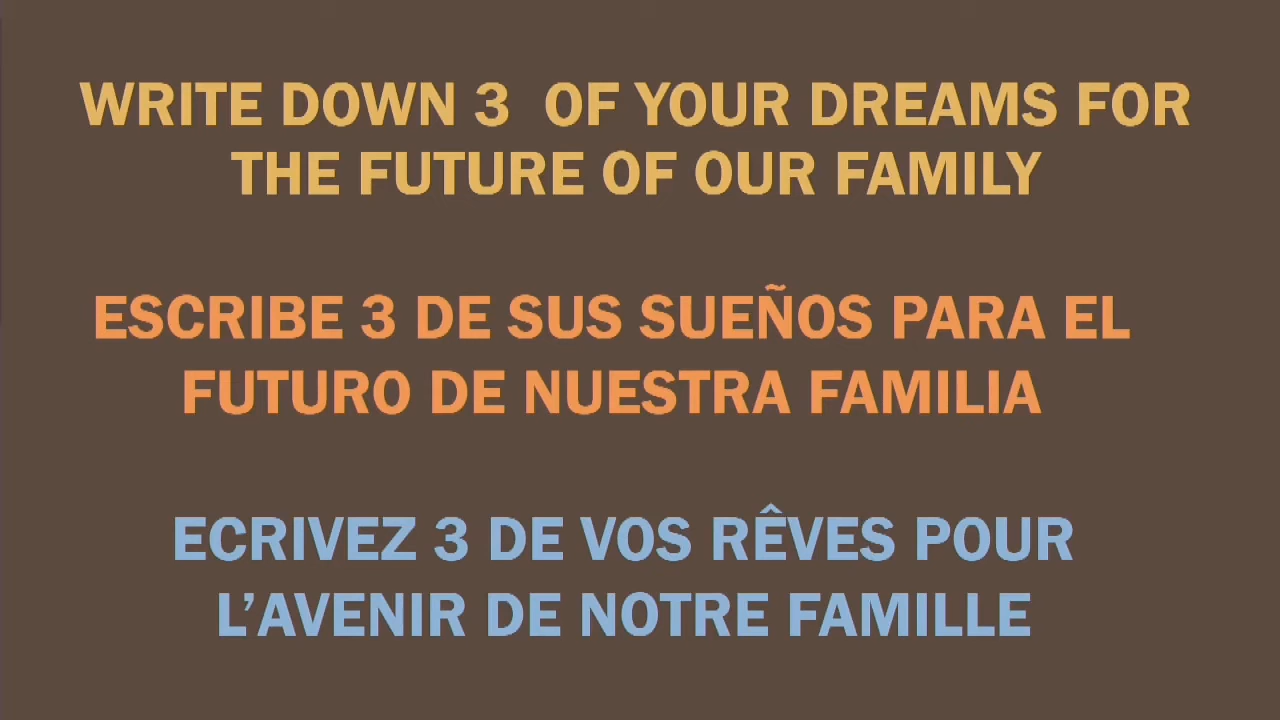 WRITE DOWN 3 OF YOUR DREAMS FOR
THE FUTURE OF OUR FAMILY
ESCRIBE 3 DE SUS SUEÑOS PARA EL
FUTURO DE NUESTRA FAMILIA
ECRIVEZ 3 DE VOS RÊVES POUR
L’AVENIR DE NOTRE FAMILLE